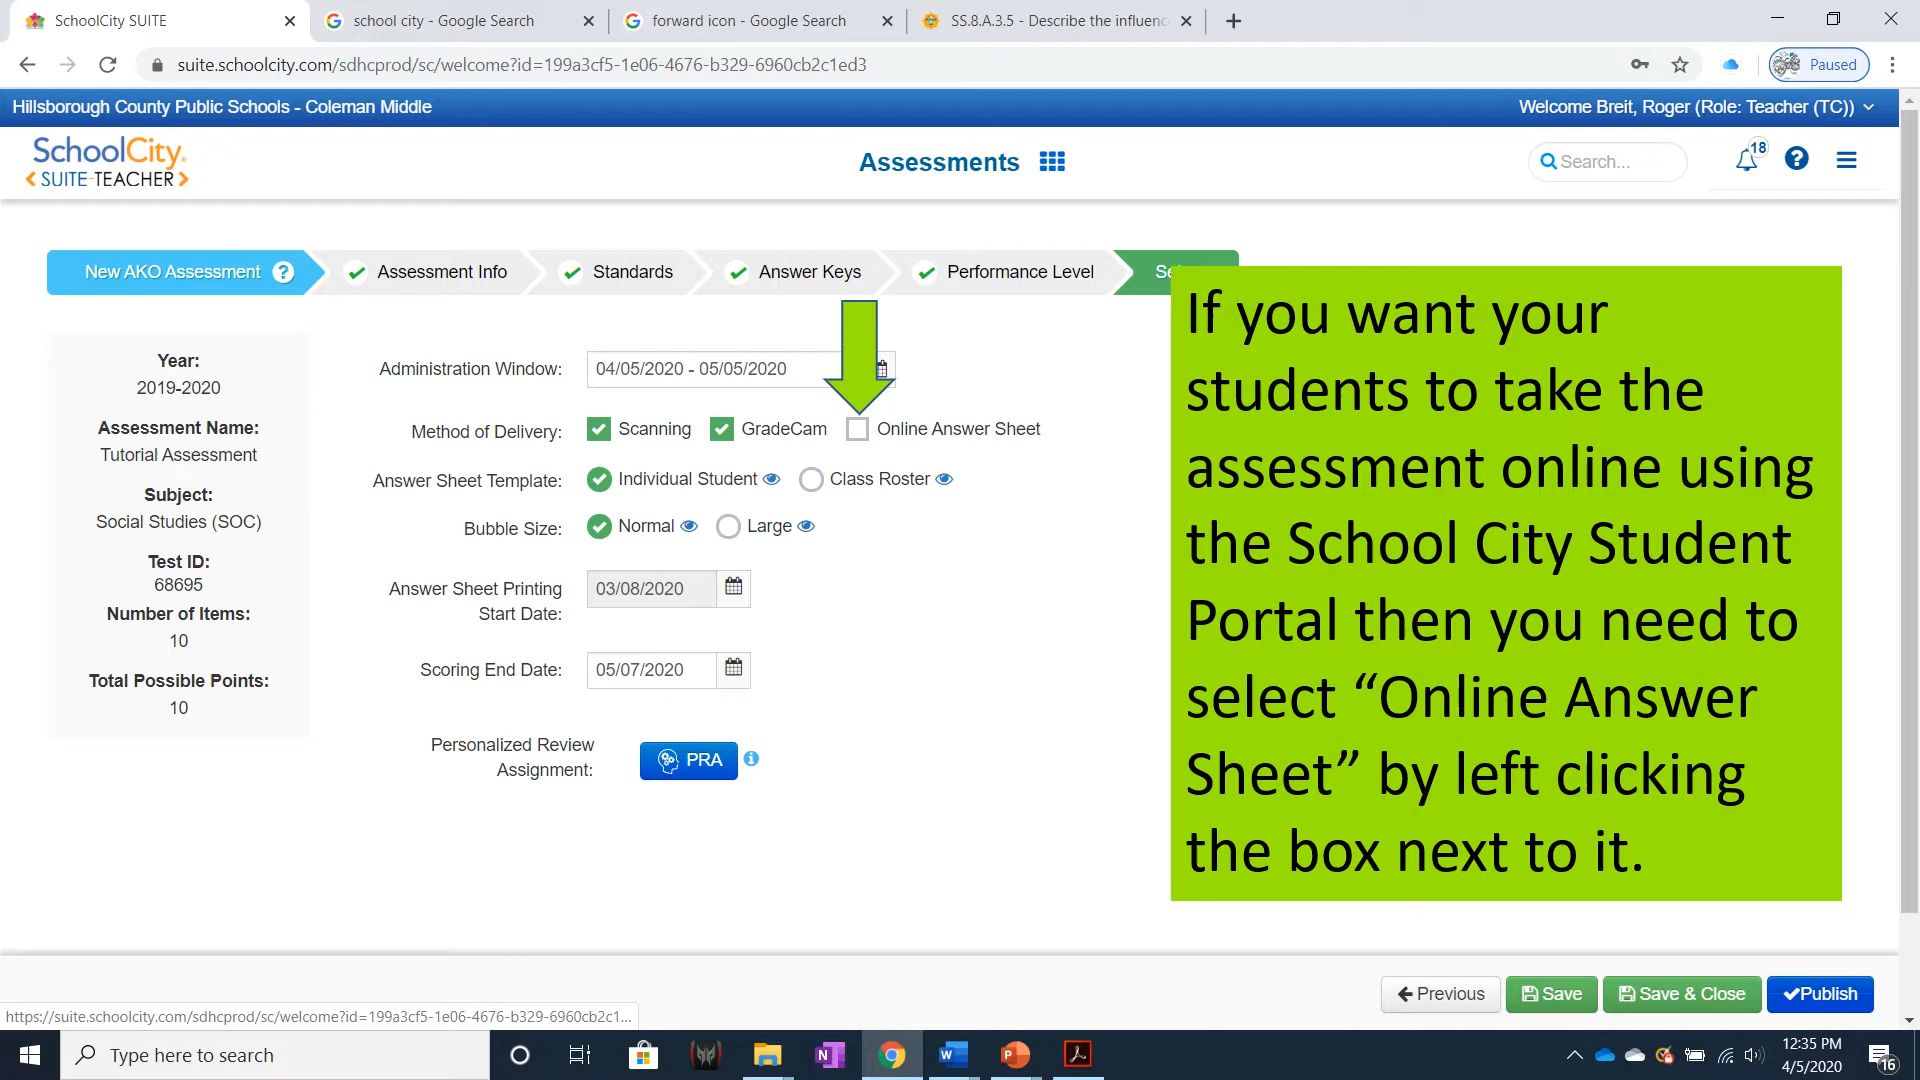 SchoolCity SUITE
school city - Google Search
forward icon - Google Search
SS.8.A.3.5 - Describe the influenc
suite.schoolcity.com/sdhcprod/sc/welcome?id=199a3cf5-1e06-4676-b329-6960cb2c1ed3
Paused
Hillsborough County Public Schools - Coleman Middle
Welcome Breit, Roger (Role: Teacher (TC))
SchoolCity
SUITE-TEACHER
Assessments
Search...
18
New AKO Assessment
Assessment Info
Standards
Answer Keys
Performance Level
Year:
2019-2020
Assessment Name:
Tutorial Assessment
Subject:
Social Studies (SOC)
Test ID:
68695
Number of Items:
10
Total Possible Points:
10
Administration Window:
04/05/2020 - 05/05/2020
Method of Delivery:
Scanning
GradeCam
Online Answer Sheet
Answer Sheet Template:
Individual Student
Class Roster
Bubble Size:
Normal
Large
Answer Sheet Printing
Start Date:
03/08/2020
Scoring End Date:
05/07/2020
Personalized Review
Assignment:
PRA
If you want your
students to take the
assessment online using
the School City Student
Portal then you need to
select “Online Answer
Sheet” by left clicking
the box next to it.
Previous
Save
Save & Close
Publish
https://suite.schoolcity.com/sdhcprod/sc/welcome?id=199a3cf5-1e06-4676-b329-6960cb2c1...
Type here to search
12:35 PM
4/5/2020
16